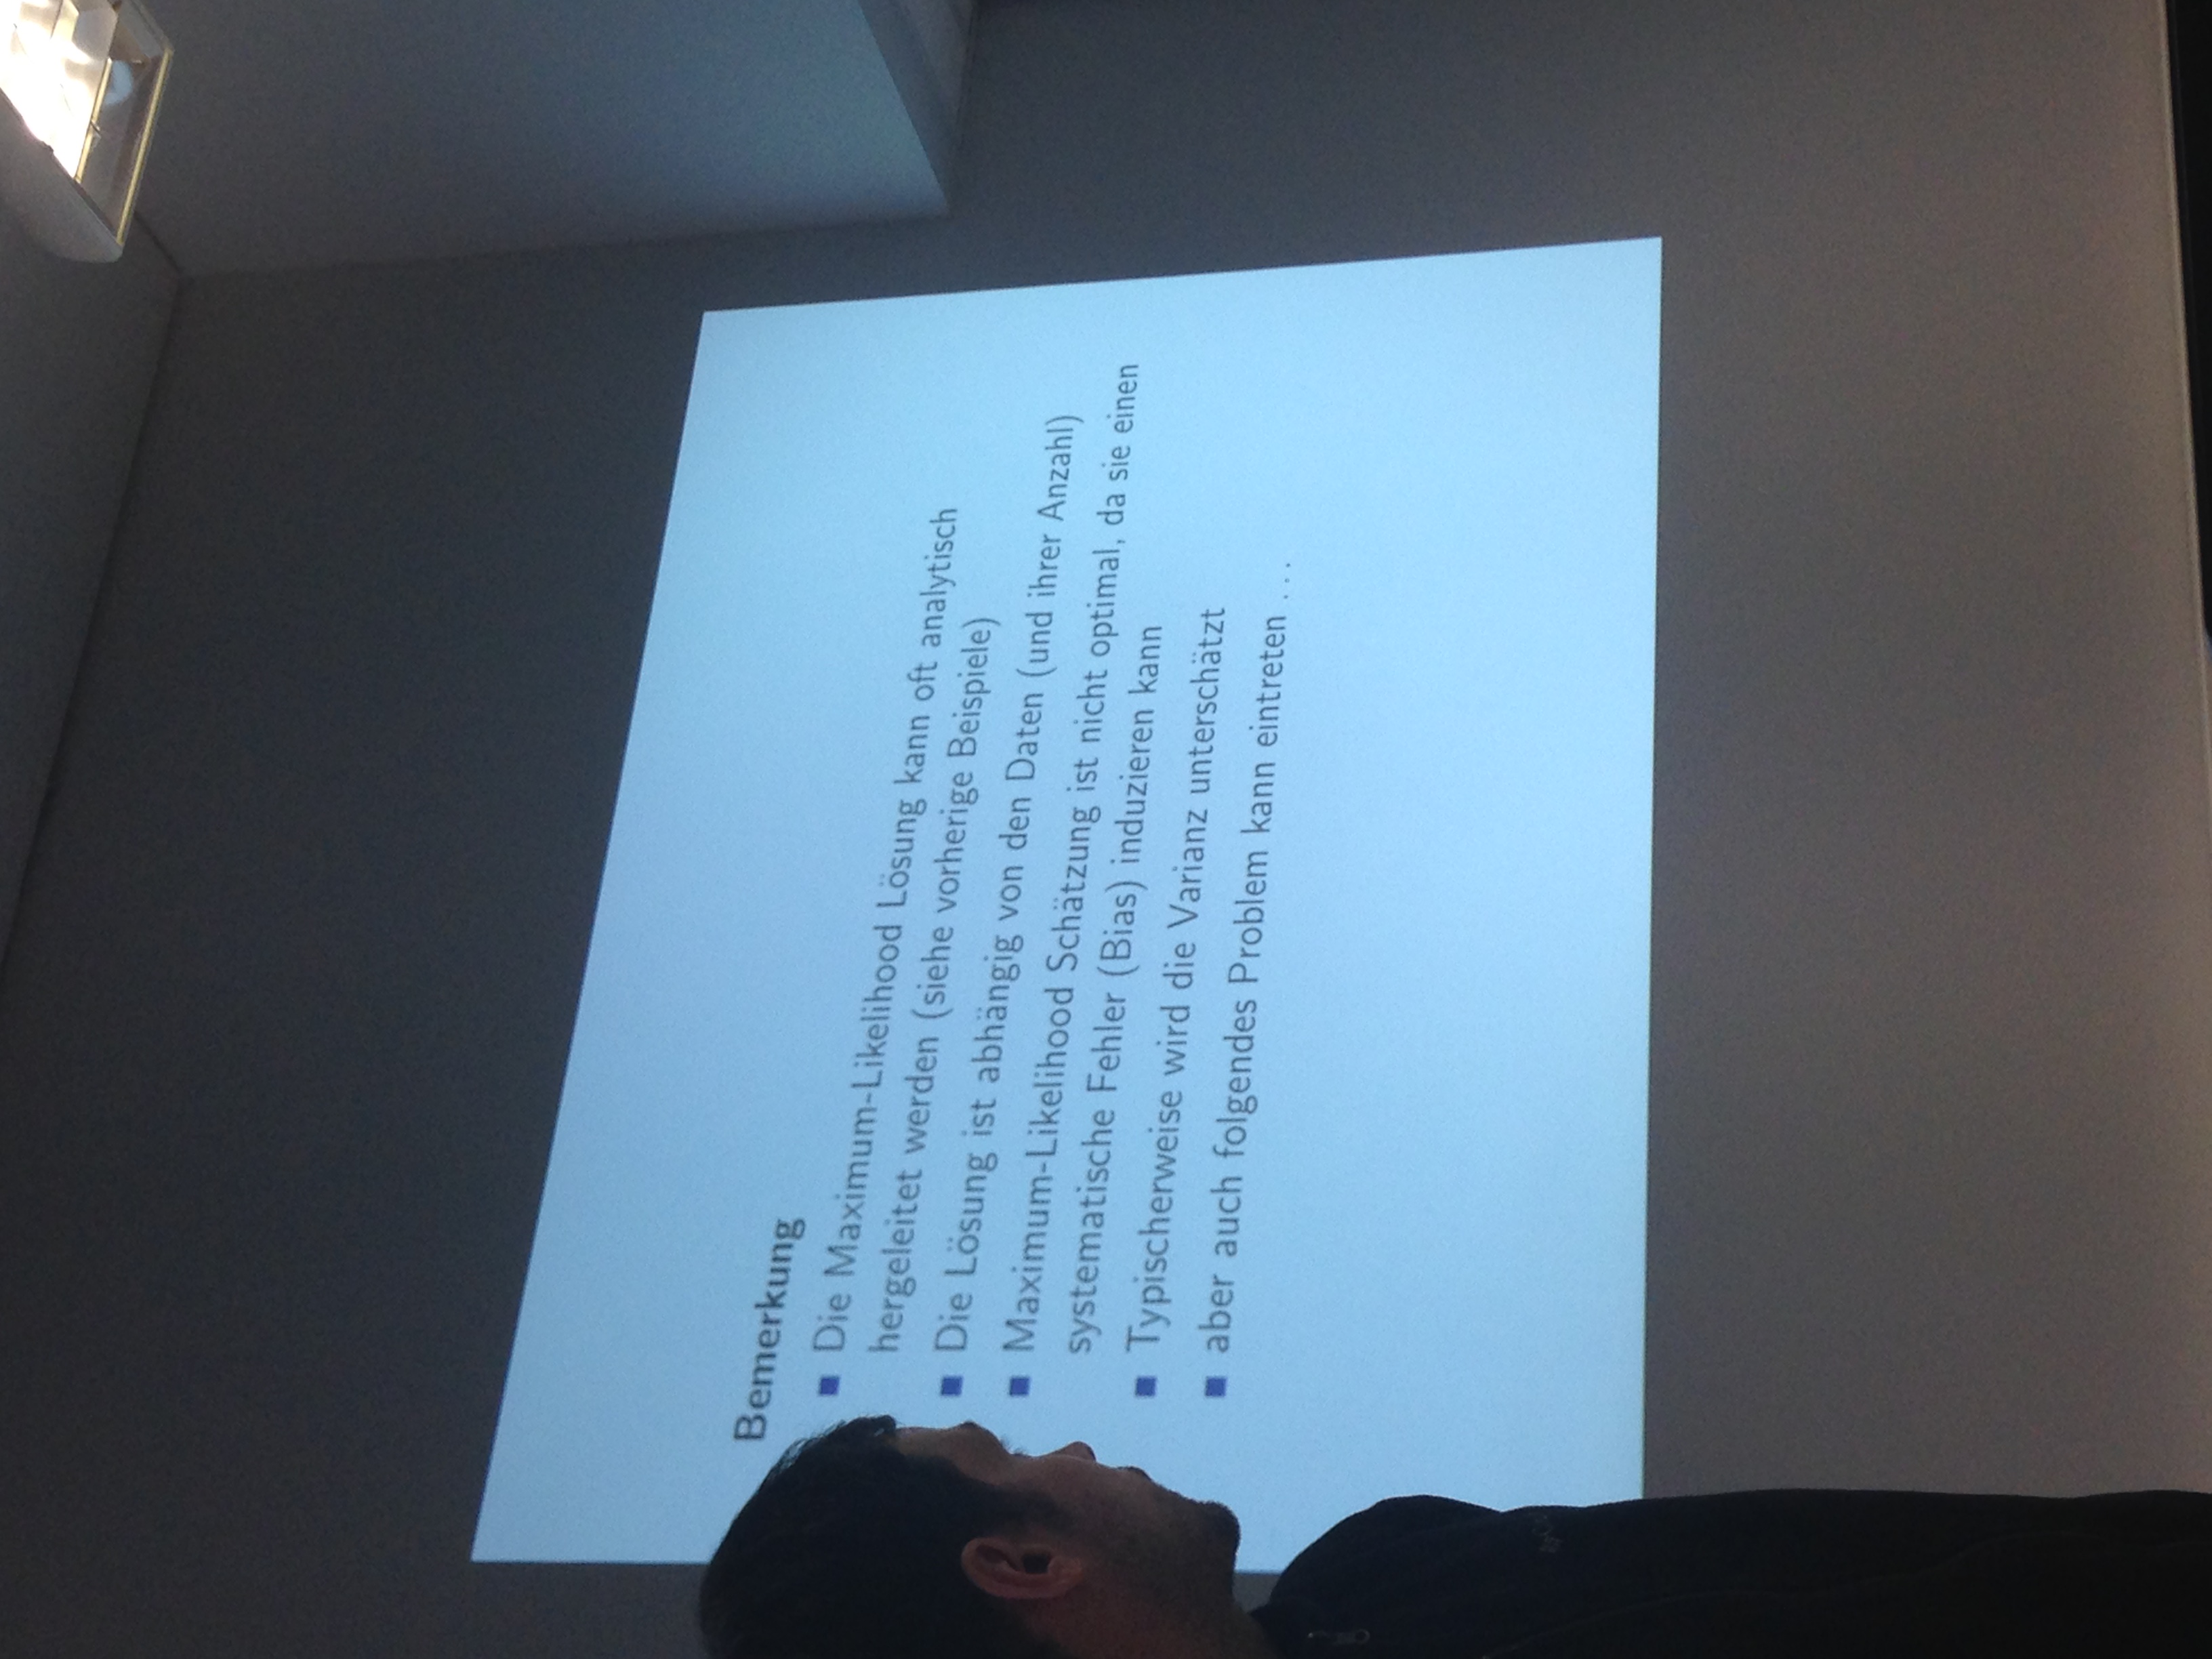 Bemerkung
Die Maximum-Likelihood Lösung kann oft analytisch
hergeleitet werden (siehe vorherige Beispiele)
Die Lösung ist abhängig von den Daten (und ihrer Anzahl)
Maximum-Likelihood Schätzung ist nicht optimal, da sie einen
systematische Fehler (Bias) induzieren kann
Typischerweise wird die Varianz unterschätzt
aber auch folgendes Problem kann eintreten ...